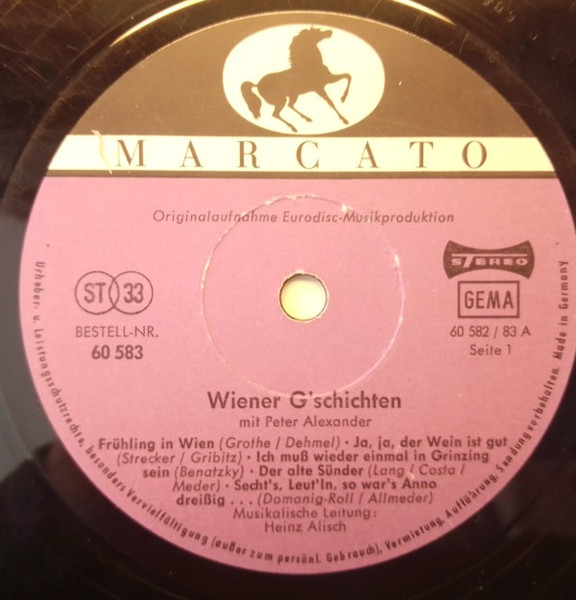 MARCATO
Originalaufnahme Eurodisc-Musikproduktion
ST 33
BESTELL-NR.
60 583
STEREO
GEMA
60 582 / 83 A
Seite 1
Wiener G'schichten
mit Peter Alexander
Frühling in Wien (Grothe / Dehmel) · Ja, ja, der Wein ist gut
(Strecker / Gribitz) · Ich muß wieder einmal in Grinzing
sein (Benatzky) · Der alte Sünder (Lang / Costa /
Meder) · Secht's, Leut'ln, so war's Anno
dreißig . . . (Domanig-Roll / Allmeder)
Musikalische Leitung:
Heinz Alisch
Urheber- u. Leistungsschutzrechte, besonders Vervielfältigung (außer zum persönl. Gebrauch), Vermietung, Aufführung, Sendung vorbehalten. Made in Germany